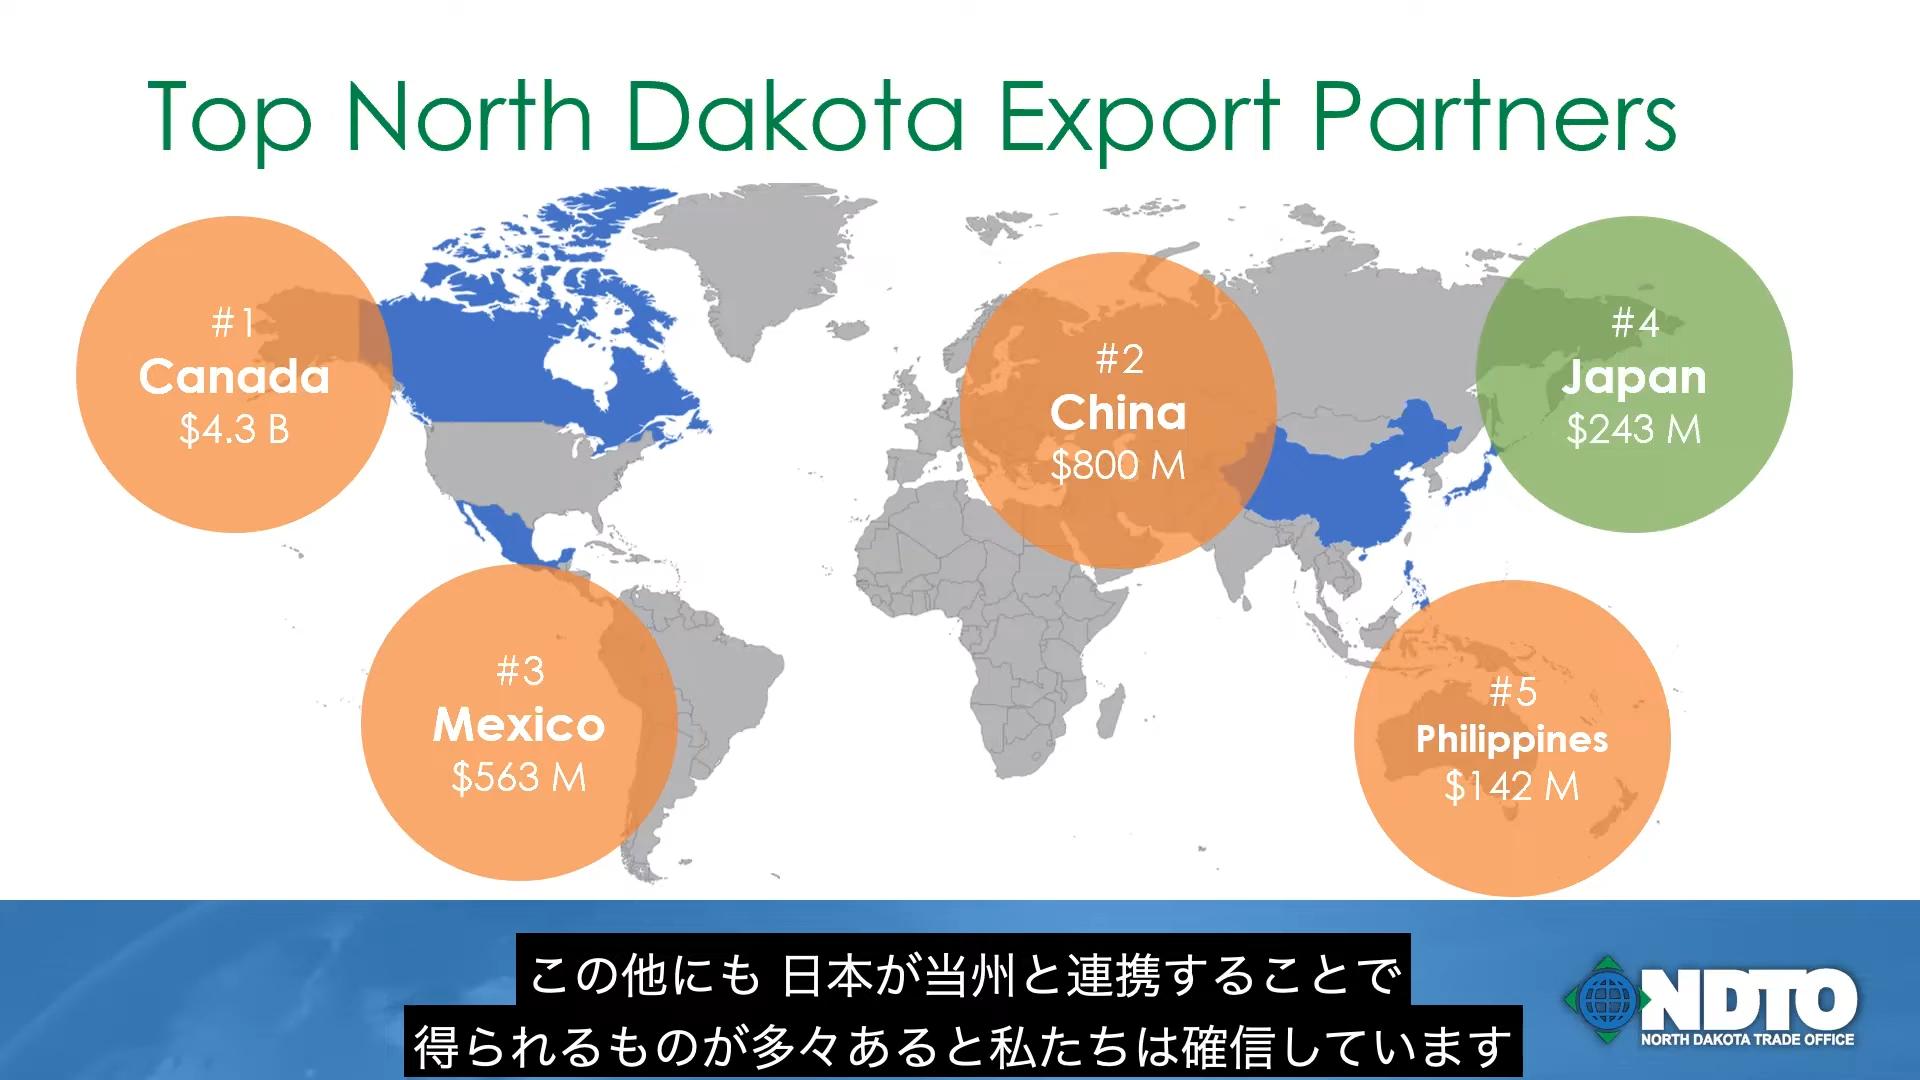 Top North Dakota Export Partners
#1
Canada
$4.3 B
#2
China
$800 M
#4
Japan
$243 M
#3
Mexico
$563 M
#5
Philippines
$142 M
この他にも 日本が当州と連携することで
得られるものが多々あると私たちは確信しています
NDTO
NORTH DAKOTA TRADE OFFICE